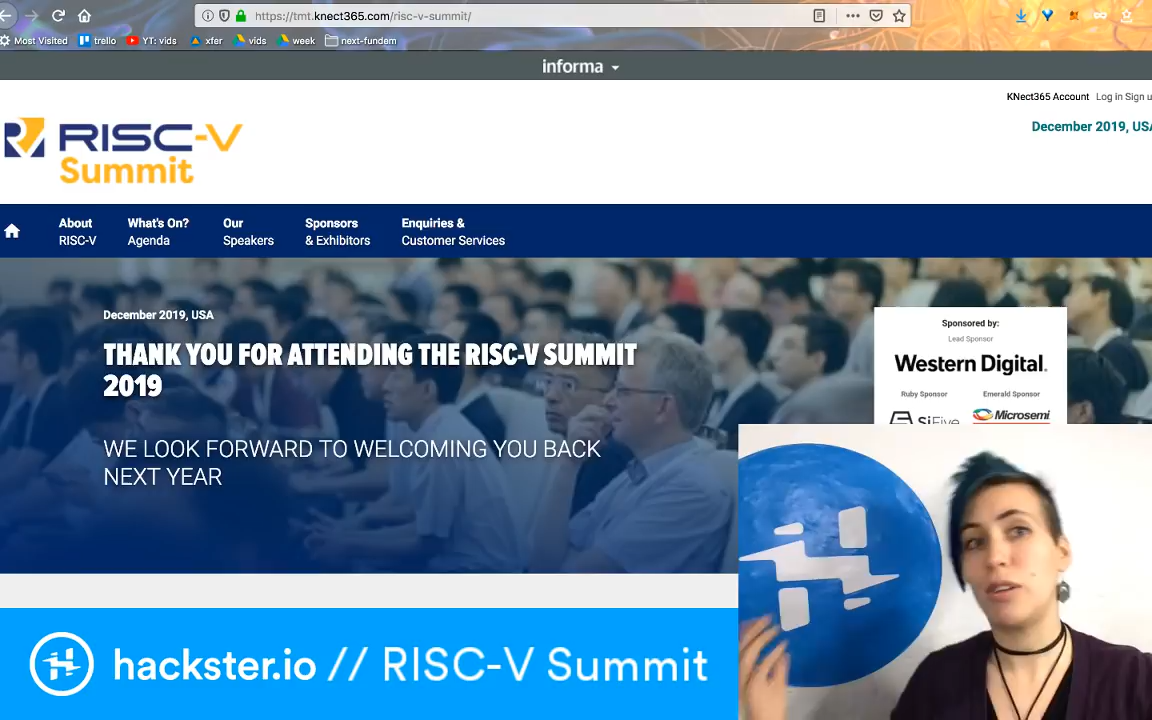 https://tmt.knect365.com/risc-v-summit/
Most Visited trello YT: vids xfer vids week next-fundem
informa
KNect365 Account Log in Sign u
RISC-V
Summit
December 2019, USA
About
RISC-V
What's On?
Agenda
Our
Speakers
Sponsors
& Exhibitors
Enquiries &
Customer Services
December 2019, USA
THANK YOU FOR ATTENDING THE RISC-V SUMMIT
2019
WE LOOK FORWARD TO WELCOMING YOU BACK
NEXT YEAR
Sponsored by:
Lead Sponsor
Western Digital.
Ruby Sponsor Emerald Sponsor
SiFive Microsemi
hackster.io // RISC-V Summit